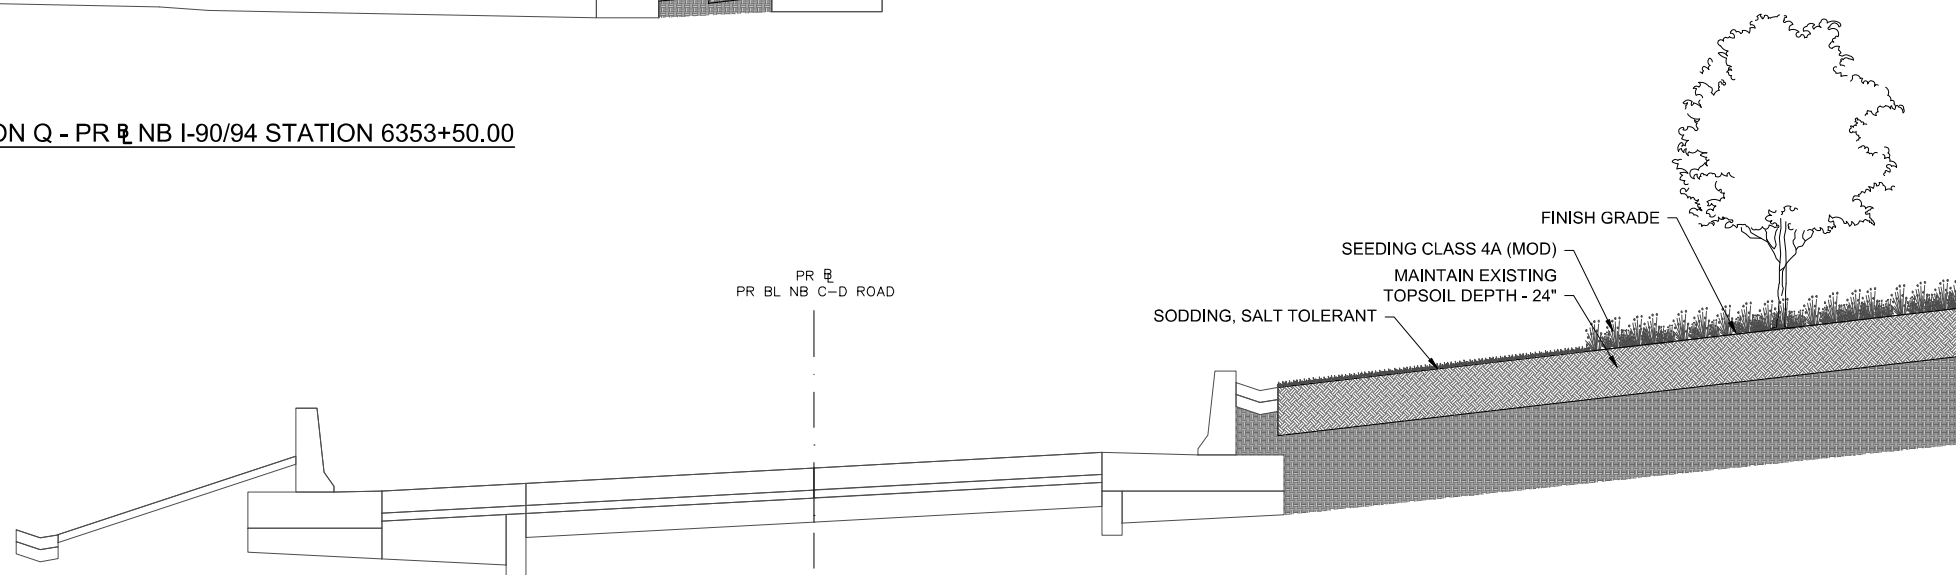 ON Q - PR ⅊ NB I-90/94 STATION 6353+50.00
FINISH GRADE
SEEDING CLASS 4A (MOD)
MAINTAIN EXISTING
TOPSOIL DEPTH - 24"
SODDING, SALT TOLERANT
PR BL
PR BL NB C-D ROAD